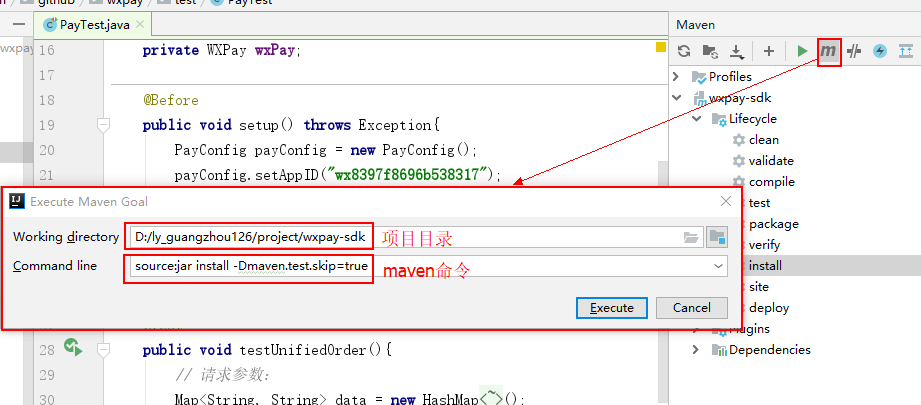 github
wxpay
test
PayTest
PayTest.java
Maven
wxpay
16 private WXPay wxPay;
m
Profiles
wxpay-sdk
Lifecycle
clean
validate
compile
test
package
verify
install
site
deploy
Plugins
Dependencies
18 @Before
19 public void setup() throws Exception{
20 PayConfig payConfig = new PayConfig();
21 payConfig.setAppID("wx8397f8696b538317");
Execute Maven Goal
Working directory D:/ly_guangzhou126/project/wxpay-sdk 项目目录
Command line source:jar install -Dmaven.test.skip=true maven命令
Execute Cancel
28 public void testUnifiedOrder(){
29 // 请求参数:
30 Map<String, String> data = new HashMap<~>();